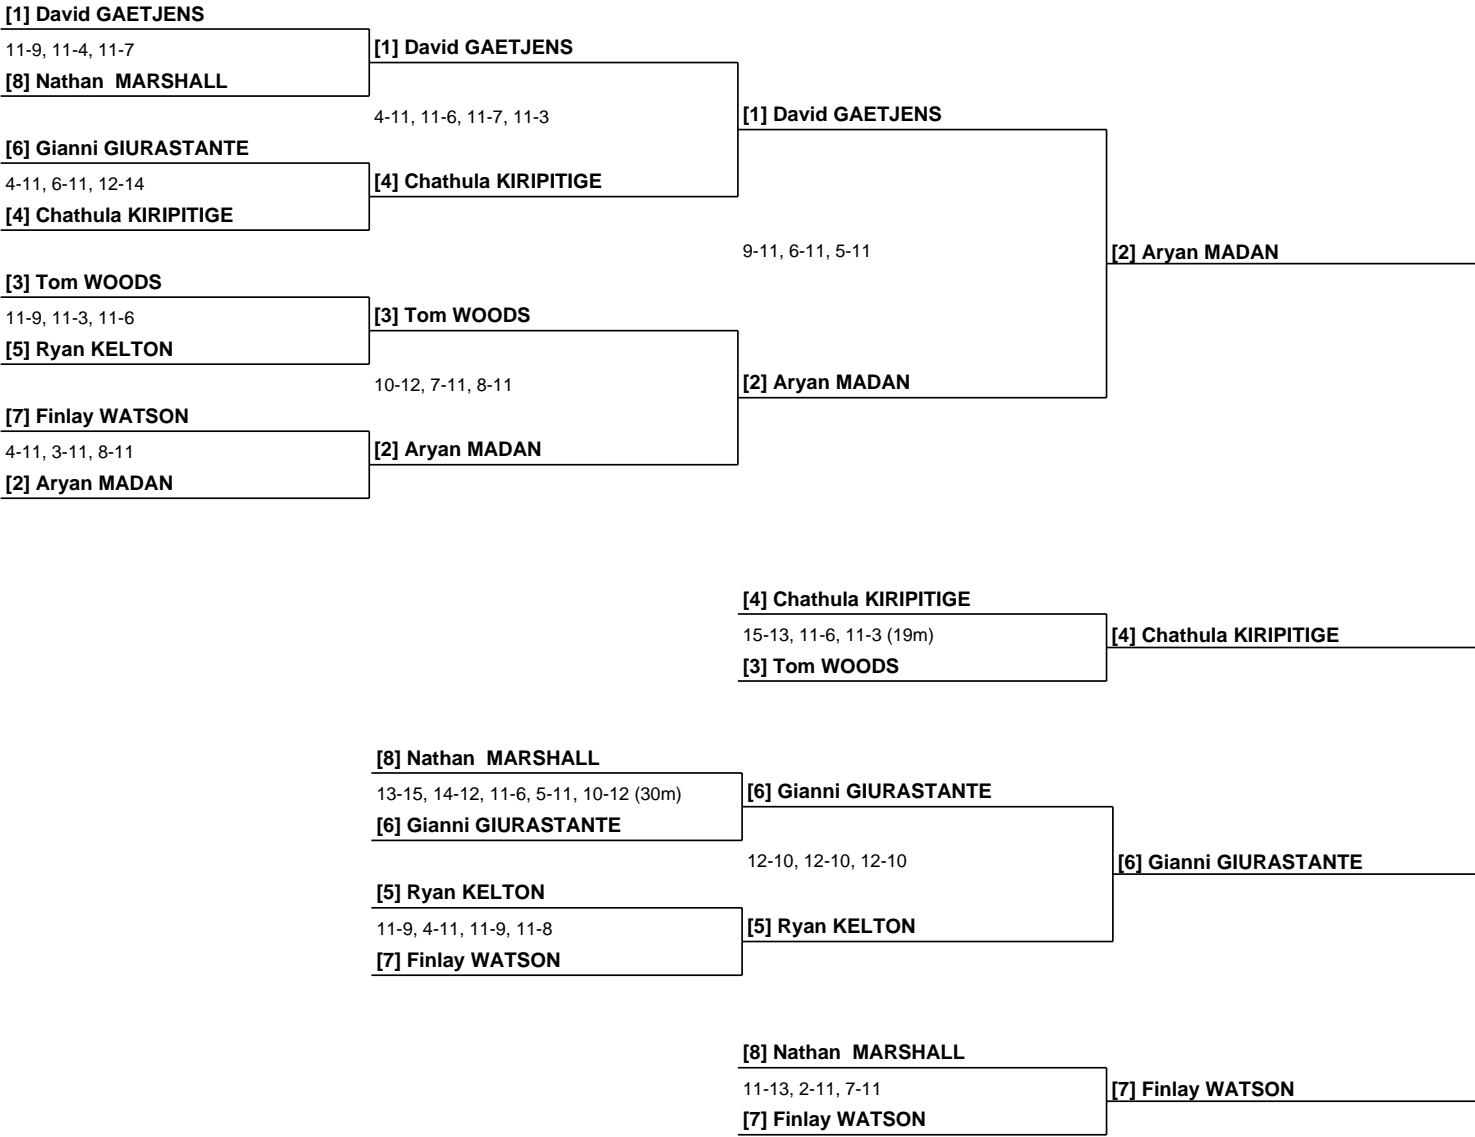 [1] David GAETJENS
11-9, 11-4, 11-7
[1] David GAETJENS
[8] Nathan  MARSHALL
4-11, 11-6, 11-7, 11-3
[1] David GAETJENS
[6] Gianni GIURASTANTE
4-11, 6-11, 12-14
[4] Chathula KIRIPITIGE
[4] Chathula KIRIPITIGE
9-11, 6-11, 5-11
[2] Aryan MADAN
[3] Tom WOODS
11-9, 11-3, 11-6
[3] Tom WOODS
[5] Ryan KELTON
10-12, 7-11, 8-11
[2] Aryan MADAN
[7] Finlay WATSON
4-11, 3-11, 8-11
[2] Aryan MADAN
[2] Aryan MADAN
[4] Chathula KIRIPITIGE
15-13, 11-6, 11-3 (19m)
[4] Chathula KIRIPITIGE
[3] Tom WOODS
[8] Nathan  MARSHALL
13-15, 14-12, 11-6, 5-11, 10-12 (30m)
[6] Gianni GIURASTANTE
[6] Gianni GIURASTANTE
12-10, 12-10, 12-10
[6] Gianni GIURASTANTE
[5] Ryan KELTON
11-9, 4-11, 11-9, 11-8
[5] Ryan KELTON
[7] Finlay WATSON
[8] Nathan  MARSHALL
11-13, 2-11, 7-11
[7] Finlay WATSON
[7] Finlay WATSON